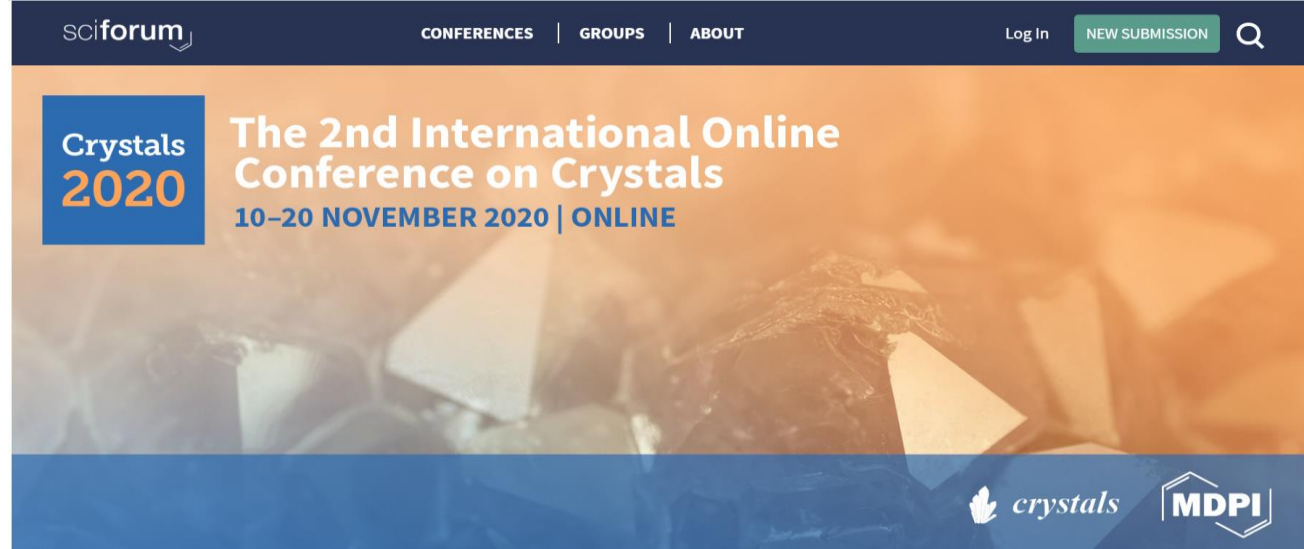 sciforum
CONFERENCES | GROUPS | ABOUT
Log In
NEW SUBMISSION
Crystals
2020
The 2nd International Online
Conference on Crystals
10–20 NOVEMBER 2020 | ONLINE
crystals
MDPI